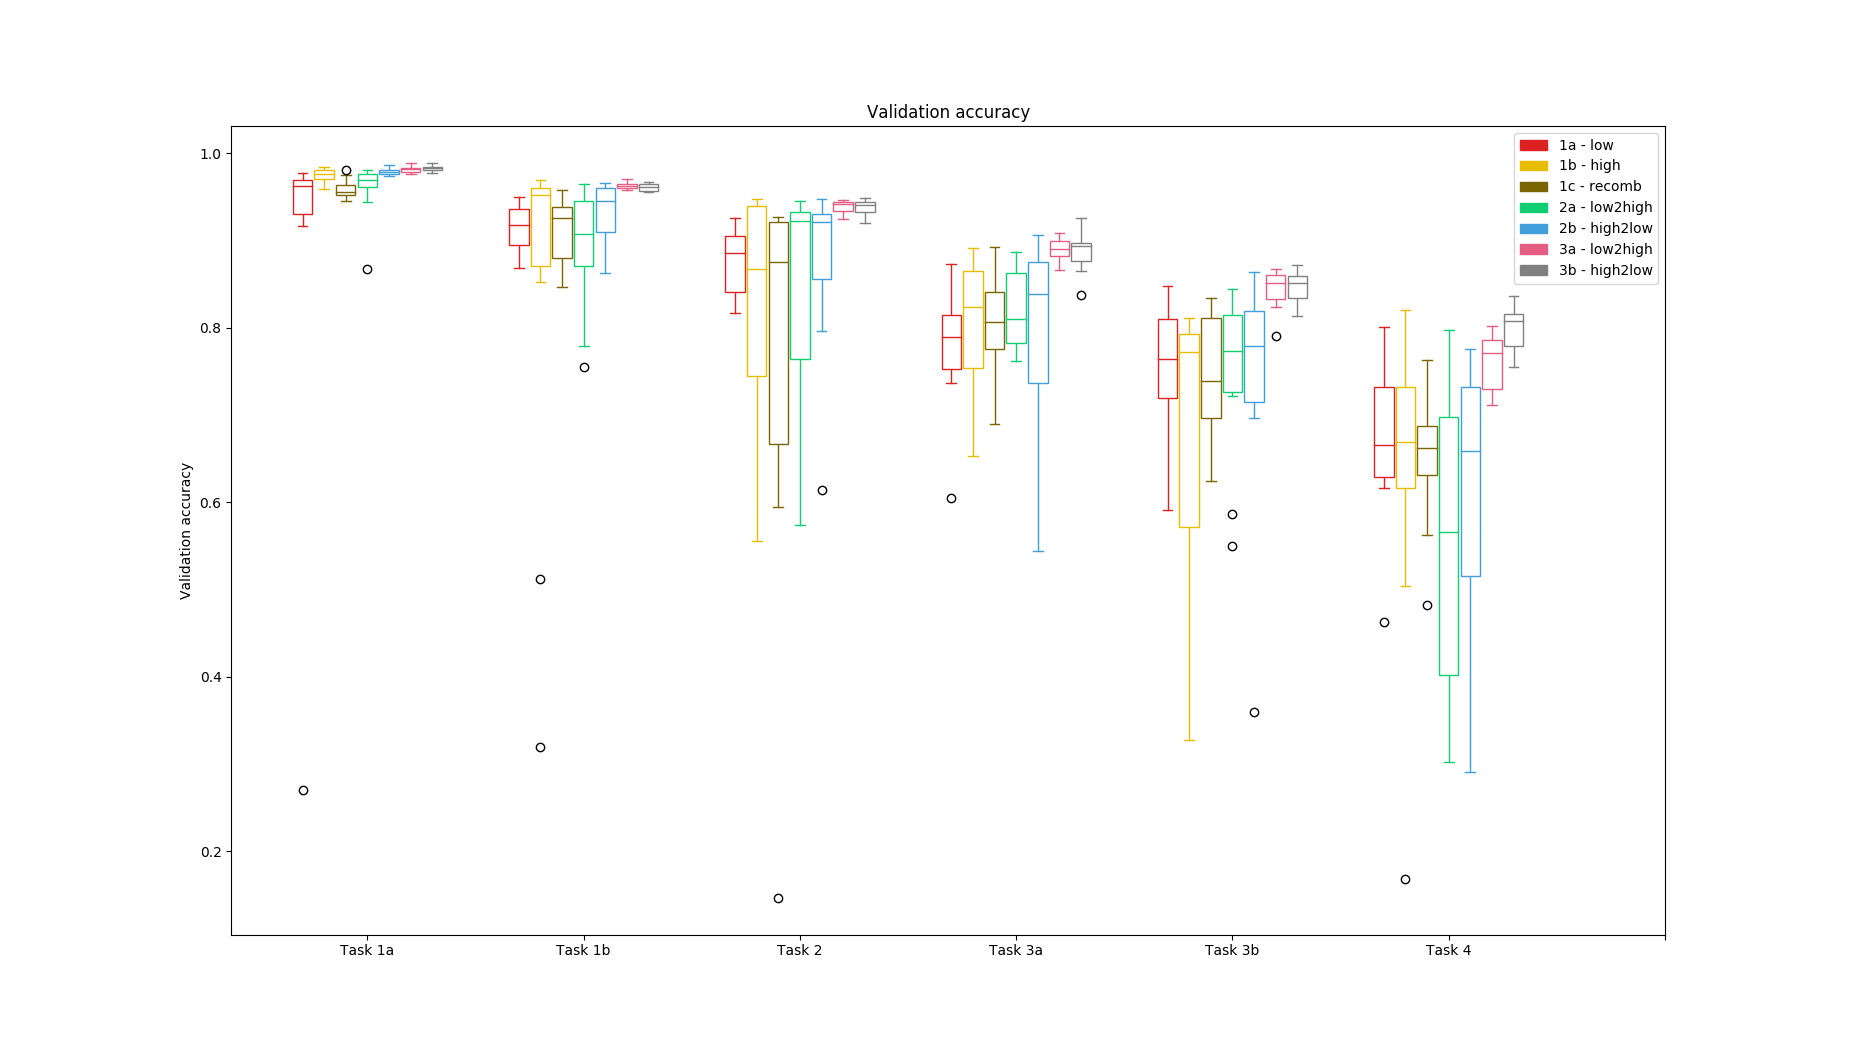 Validation accuracy
1a - low
1b - high
1c - recomb
2a - low2high
2b - high2low
3a - low2high
3b - high2low
Validation accuracy
1.0
0.8
0.6
0.4
0.2
Task 1a
Task 1b
Task 2
Task 3a
Task 3b
Task 4